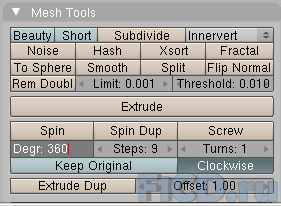 Mesh Tools
Beauty Short Subdivide Innervert
Noise Hash Xsort Fractal
To Sphere Smooth Split Flip Normal
Rem Doubl Limit: 0.001 Threshold: 0.010
Extrude
Spin Spin Dup Screw
Degr: 360 Steps: 9 Turns: 1
Keep Original Clockwise
Extrude Dup Offset: 1.00